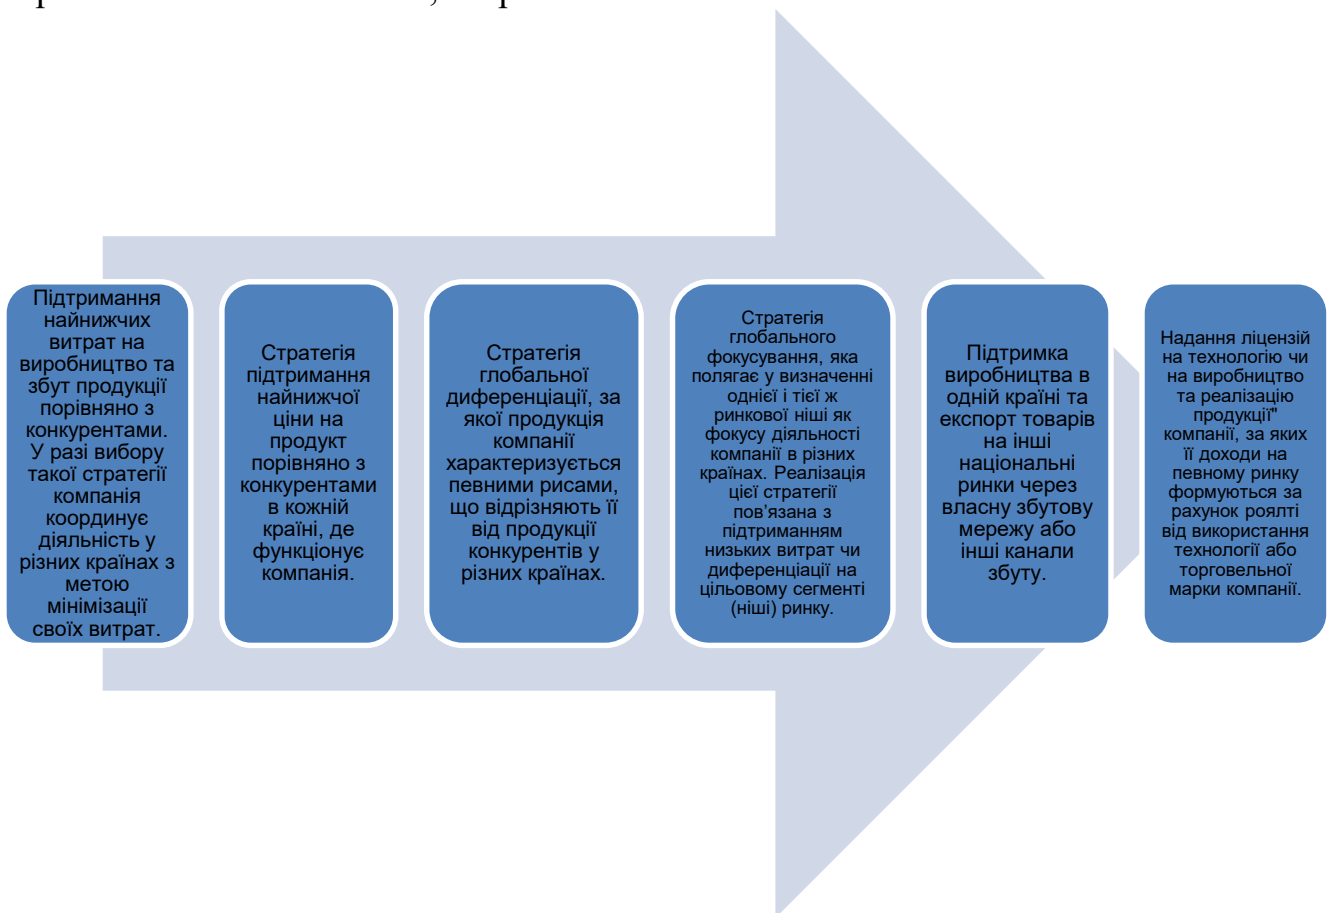 Підтримання
найнижчих
витрат на
виробництво та
збут продукції
порівняно з
конкурентами.
У разі вибору
такої стратегії
компанія
координує
діяльність у
різних країнах з
метою
мінімізації
своїх витрат.
Стратегія
підтримання
найнижчої
ціни на
продукт
порівняно з
конкурентами
в кожній
країні, де
функціонує
компанія.
Стратегія
глобальної
диференціації, за
якої продукція
компанії
характеризується
певними рисами,
що відрізняють її
від продукції
конкурентів у
різних країнах.
Стратегія
глобального
фокусування, яка
полягає у визначенні
однієї і тієї ж
ринкової ніші як
фокусу діяльності
компанії в різних
країнах. Реалізація
цієї стратегії
пов’язана з
підтриманням
низьких витрат чи
диференціації на
цільовому сегменті
(ніші) ринку.
Підтримка
виробництва в
одній країні та
експорт товарів
на інші
національні
ринки через
власну збутову
мережу або
інші канали
збуту.
Надання ліцензій
на технологію чи
на виробництво
та реалізацію
продукції"
компанії, за яких
її доходи на
певному ринку
формуються за
рахунок роялті
від використання
технології або
торговельної
марки компанії.